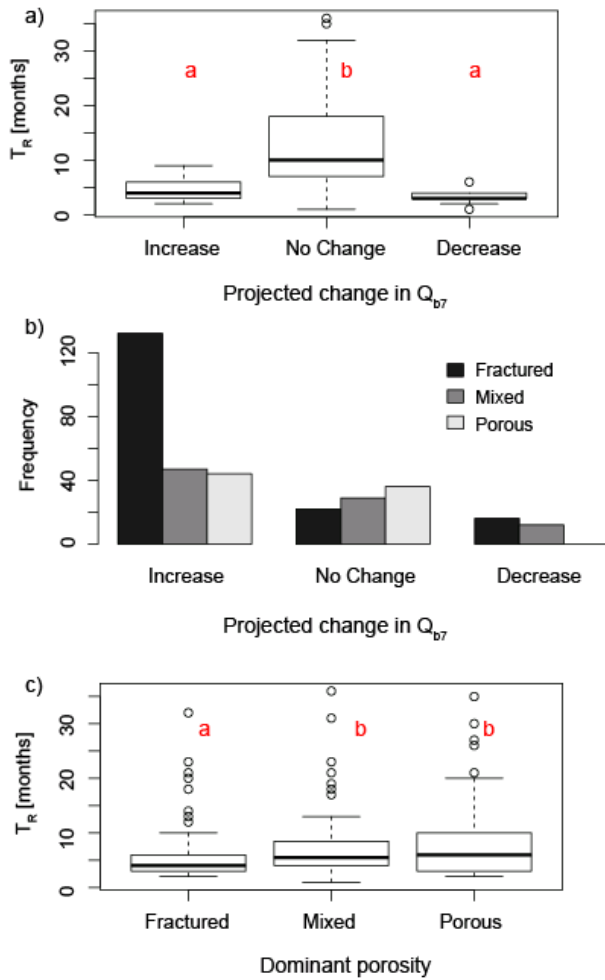 a)
T_R [months]
30
20
10
0
a b a
Increase No Change Decrease
Projected change in Q_b7
b)
Frequency
120
80
40
0
Fractured
Mixed
Porous
Increase No Change Decrease
Projected change in Q_b7
c)
T_R [months]
30
20
10
0
a b b
Fractured Mixed Porous
Dominant porosity